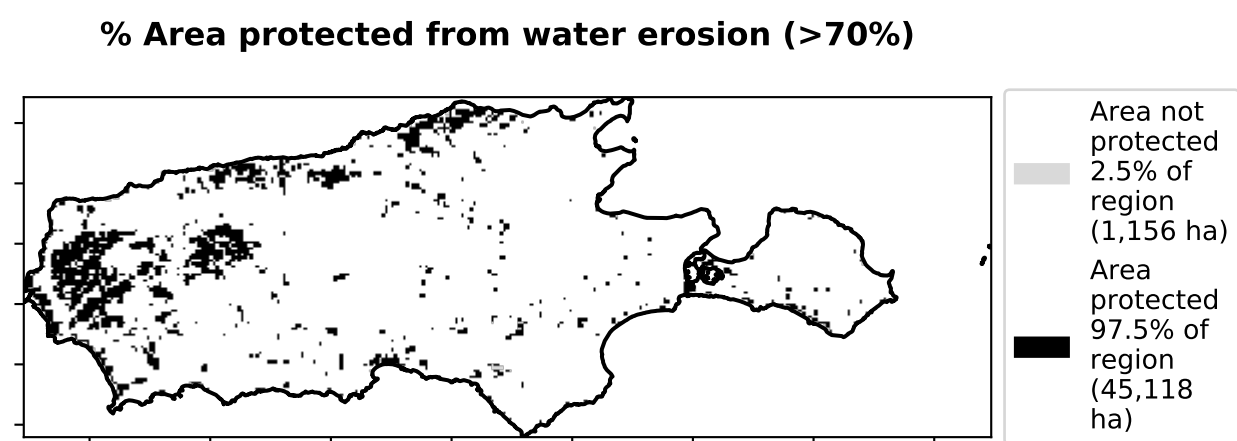 % Area protected from water erosion (>70%)
Area not
protected
2.5% of
region
(1,156 ha)
Area
protected
97.5% of
region
(45,118
ha)